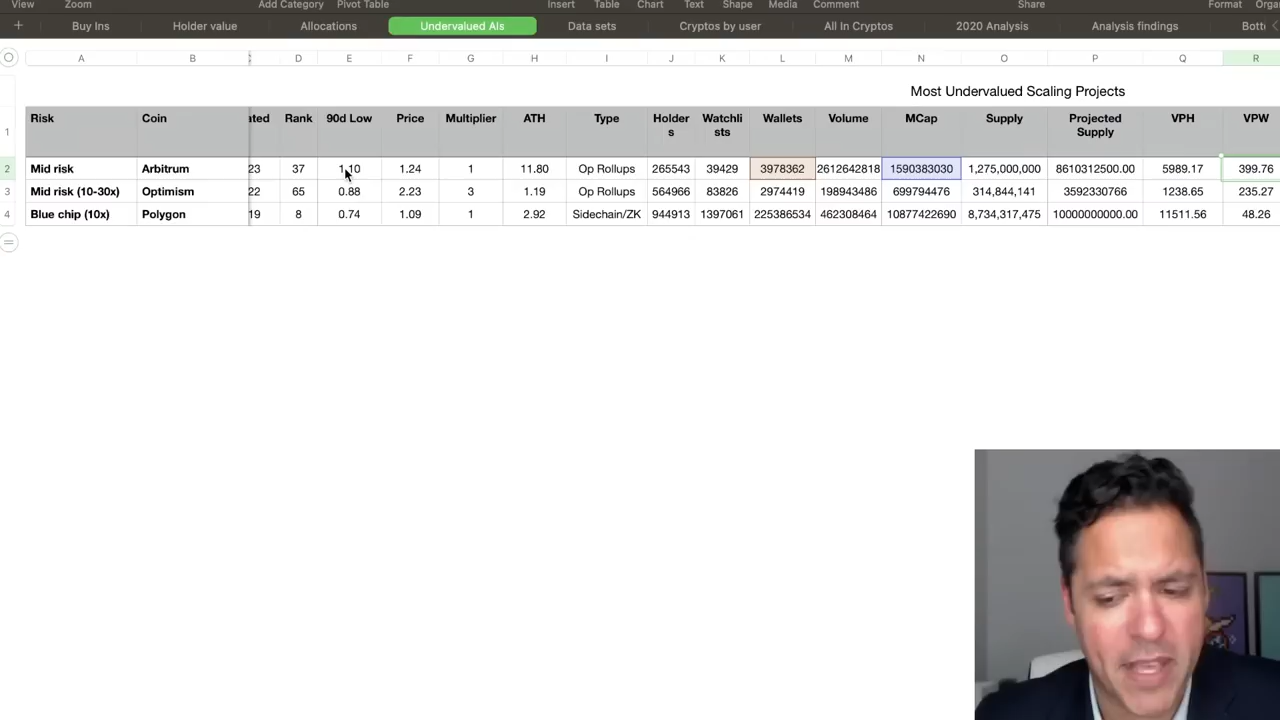 View Zoom Add Category Pivot Table Insert Table Chart Text Shape Media Comment Share Format
+ Buy Ins Holder value Allocations Undervalued AIs Data sets Cryptos by user All In Cryptos 2020 Analysis Analysis findings
A B D E F G H I J K L M N O P Q R
Most Undervalued Scaling Projects
1 Risk Coin Rank 90d Low Price Multiplier ATH Type Holders Watchlists Wallets Volume MCap Supply Projected Supply VPH VPW
2 Mid risk Arbitrum 23 37 1.10 1.24 1 11.80 Op Rollups 265543 39429 3978362 2612642818 1590383030 1,275,000,000 8610312500.00 5989.17 399.76
3 Mid risk (10-30x) Optimism 22 65 0.88 2.23 3 1.19 Op Rollups 564966 83826 2974419 198943486 699794476 314,844,141 3592330766 1238.65 235.27
4 Blue chip (10x) Polygon 19 8 0.74 1.09 1 2.92 Sidechain/ZK 944913 1397061 225386534 462308464 10877422690 8,734,317,475 10000000000.00 11511.56 48.26